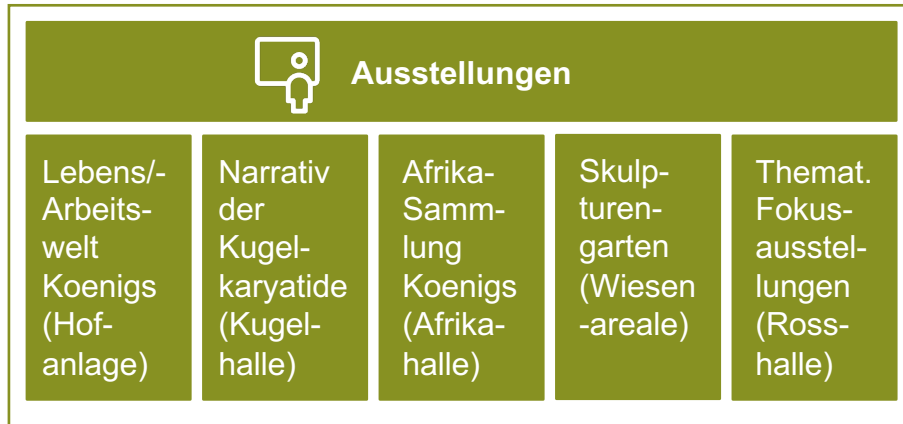 Ausstellungen
Lebens/-
Arbeits-
welt
Koenigs
(Hof-
anlage)
Narrativ
der
Kugel-
karyatide
(Kugel-
halle)
Afrika-
Samm-
lung
Koenigs
(Afrika-
halle)
Skulp-
turen-
garten
(Wiesen
-areale)
Themat.
Fokus-
ausstel-
lungen
(Ross-
halle)